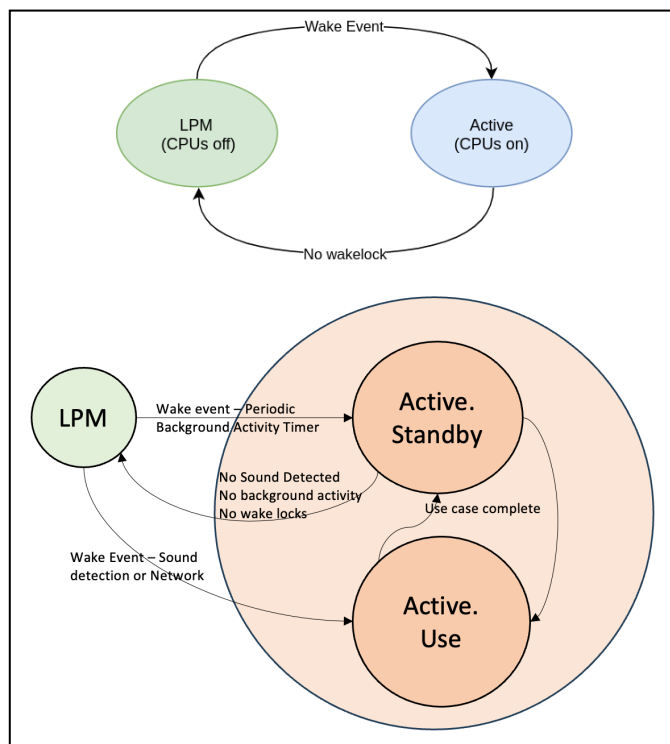 Wake Event
LPM
(CPUs off)
Active
(CPUs on)
No wakelock
LPM
Wake event – Periodic
Background Activity Timer
Active.
Standby
No Sound Detected
No background activity
No wake locks
Use case complete
Wake Event – Sound
detection or Network
Active.
Use